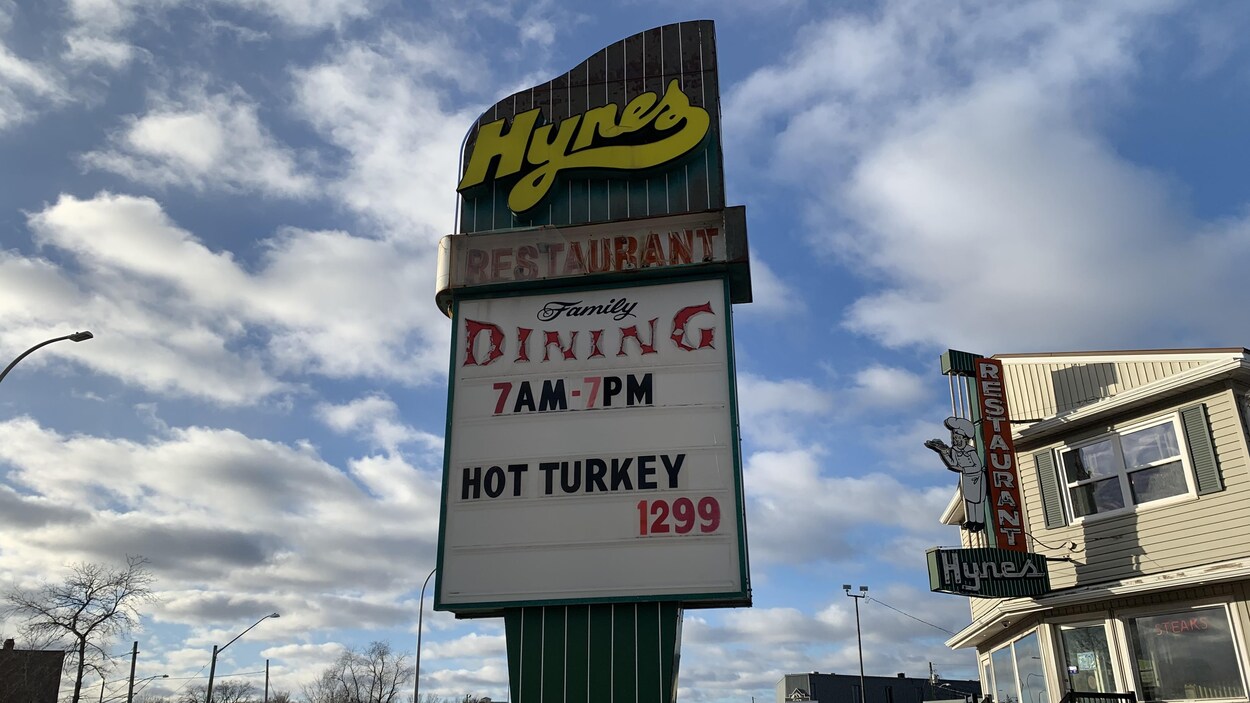 Hynes
RESTAURANT
Family
DINING
7AM-7PM
HOT TURKEY
1299
RESTAURANT
Hynes
STEAKS